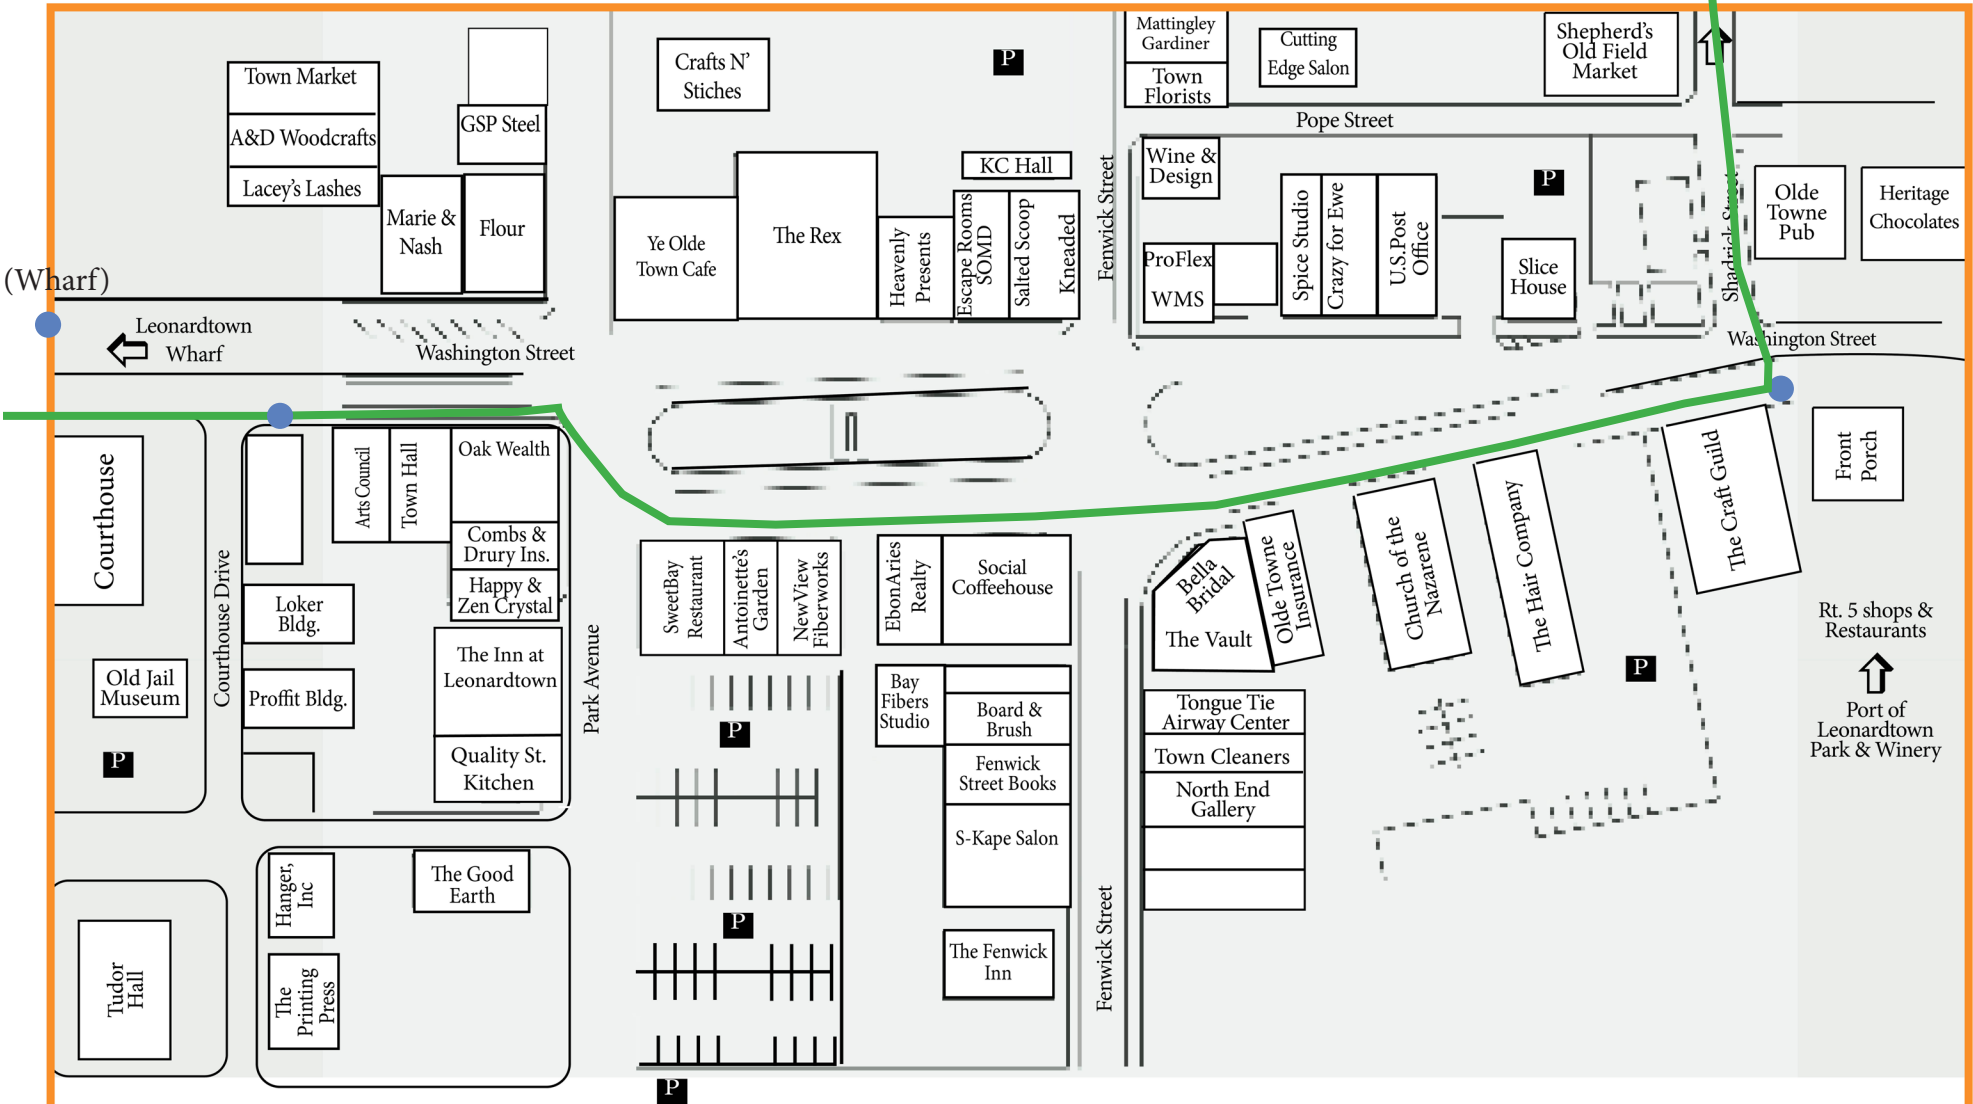 Mattingley
Gardiner
Town
Florists
Cutting
Edge Salon
Shepherd's
Old Field
Market
Crafts N'
Stiches
P
Town Market
A&D Woodcrafts
Lacey's Lashes
GSP Steel
Marie &
Nash
Flour
Ye Olde
Town Cafe
The Rex
Heavenly
Presents
KC Hall
Escape Rooms
SOMD
Salted Scoop
Kneaded
Fenwick Street
Pope Street
Wine &
Design
ProFlex
WMS
Spice Studio
Crazy for Ewe
U.S.Post
Office
P
Slice
House
Shadrick Street
Olde
Towne
Pub
Heritage
Chocolates
(Wharf)
Leonardtown
Wharf
Washington Street
Washington Street
Courthouse
Courthouse Drive
Arts Council
Town Hall
Oak Wealth
Combs &
Drury Ins.
Happy &
Zen Crystal
Loker
Bldg.
Proffit Bldg.
The Inn at
Leonardtown
Quality St.
Kitchen
Old Jail
Museum
P
Park Avenue
SweetBay
Restaurant
Antoinette's
Garden
NewView
Fiberworks
EbonAries
Realty
Social
Coffeehouse
Bay
Fibers
Studio
Board &
Brush
Fenwick
Street Books
S-Kape Salon
The Fenwick
Inn
P
P
P
Fenwick Street
Bella
Bridal
The Vault
Olde Towne
Insurance
Church of the
Nazarene
The Hair Company
The Craft Guild
Front
Porch
P
Tongue Tie
Airway Center
Town Cleaners
North End
Gallery
Rt. 5 shops &
Restaurants
Port of
Leonardtown
Park & Winery
Hanger,
Inc
The Good
Earth
The
Printing
Press
Tudor
Hall